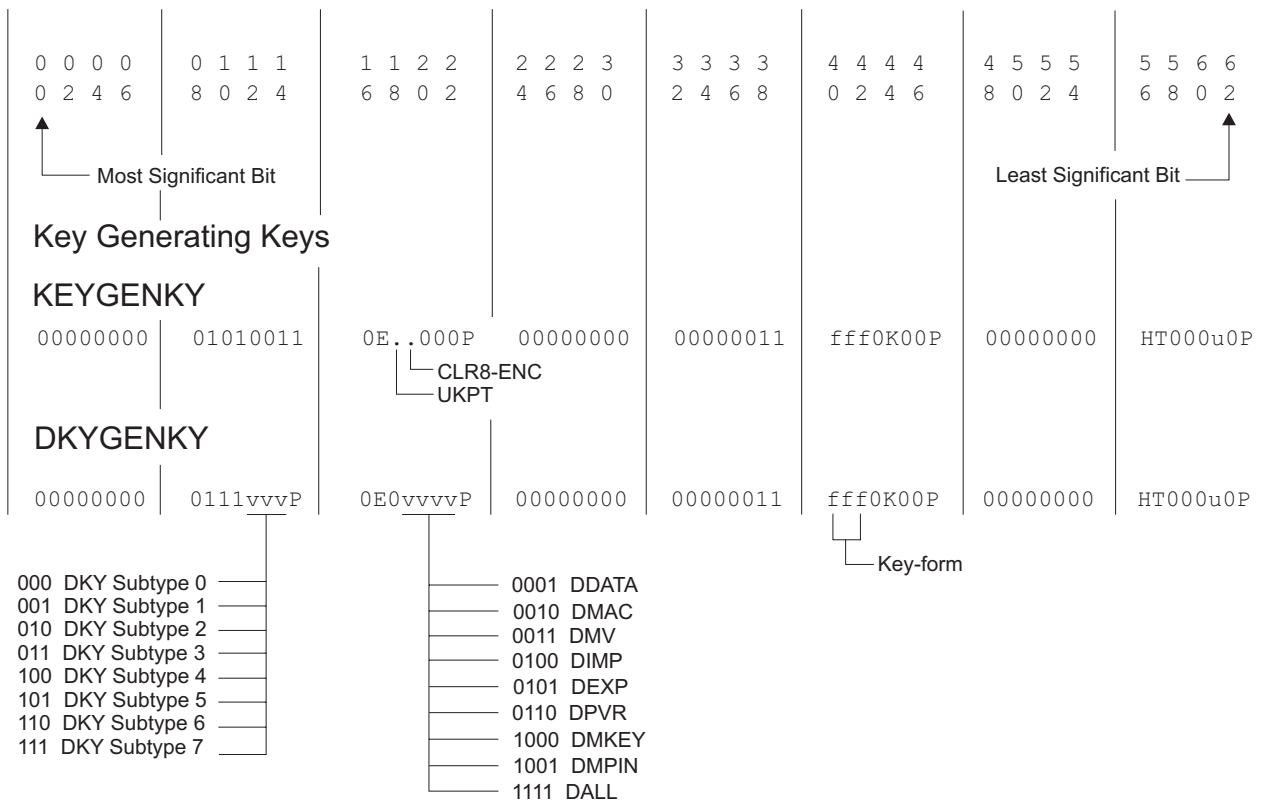 0 0 0 0 0 1 1 1 1 1 2 2 2 2 2 3 3 3 3 3 4 4 4 4 4 5 5 5 5 5 6 6
0 2 4 6 8 0 2 4 6 8 0 2 4 6 8 0 2 4 6 8 0 2 4 6 8 0 2 4 6 8 0 2
Most Significant Bit Least Significant Bit
Key Generating Keys
KEYGENKY
00000000 01010011 0E..000P 00000000 00000011 fff0K00P 00000000 HT000u0P
CLR8-ENC
UKPT
DKYGENKY
00000000 0111vvvP 0E0vvvvP 00000000 00000011 fff0K00P 00000000 HT000u0P
Key-form
000 DKY Subtype 0
001 DKY Subtype 1
010 DKY Subtype 2
011 DKY Subtype 3
100 DKY Subtype 4
101 DKY Subtype 5
110 DKY Subtype 6
111 DKY Subtype 7
0001 DDATA
0010 DMAC
0011 DMV
0100 DIMP
0101 DEXP
0110 DPVR
1000 DMKEY
1001 DMPIN
1111 DALL